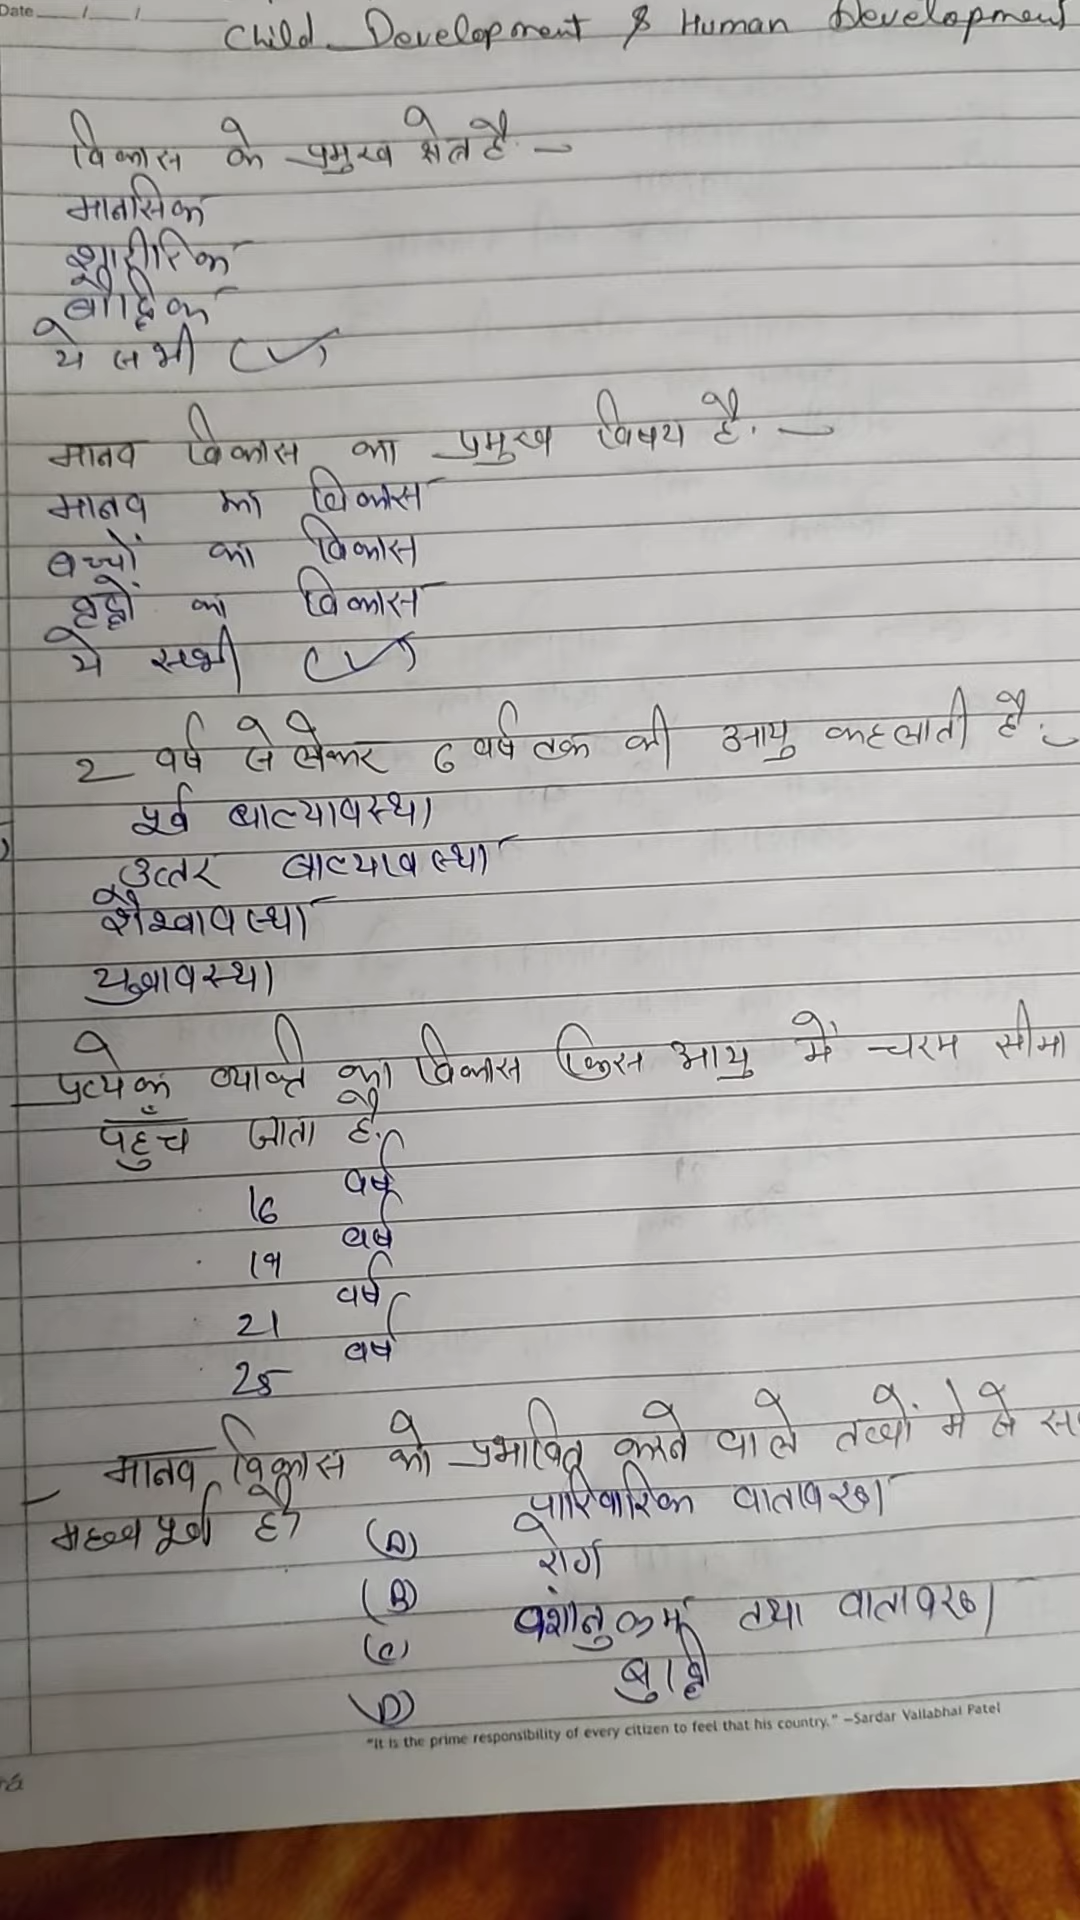 Date / /
Child Development & Human Development
विकास के प्रमुख क्षेत्र है -
मानसिक
शारीरिक
बौद्धिक
ये सभी (✓)
मानव विकास का प्रमुख विषय है. -
मानव का विकास
बच्चों का विकास
वृद्धों का विकास
ये सभी (✓)
2 वर्ष से लेकर 6 वर्ष तक की आयु कहलाती है -
पूर्व बाल्यावस्था
उत्तर बाल्यावस्था
शैश्वावस्था
युवावस्था
प्रत्येक व्यक्ति का विकास किस आयु में चरम सीमा
पहुँच जाता है.
16 वर्ष
19 वर्ष
21 वर्ष
25 वर्ष
मानव विकास को प्रभावित करने वाले तथ्यों में से
महत्वपूर्ण है?
(A) पारिवारिक वातावरण
(B) रोग
(C) वंशानुक्रम तथा वातावरण
(D) बुद्धि
"It is the prime responsibility of every citizen to feel that his country." —Sardar Vallabhai Patel